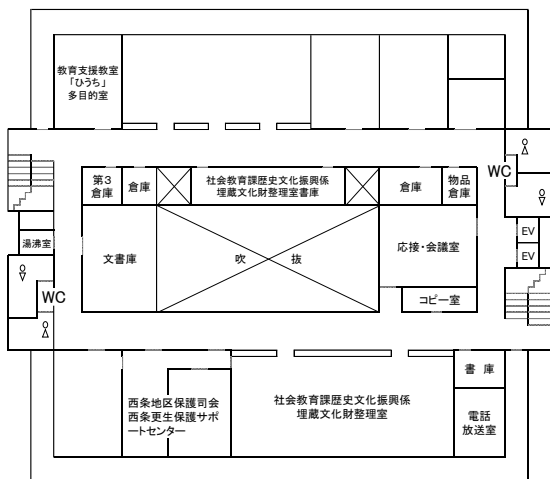 教育支援教室
「ひうち」
多目的室
WC
第3
倉庫
倉庫
社会教育課歴史文化振興係
埋蔵文化財整理室書庫
倉庫
物品
倉庫
湯沸室
文書庫
吹 抜
応接・会議室
EV
EV
WC
コピー室
西条地区保護司会
西条更生保護サポ
ートセンター
社会教育課歴史文化振興係
埋蔵文化財整理室
書 庫
電話
放送室